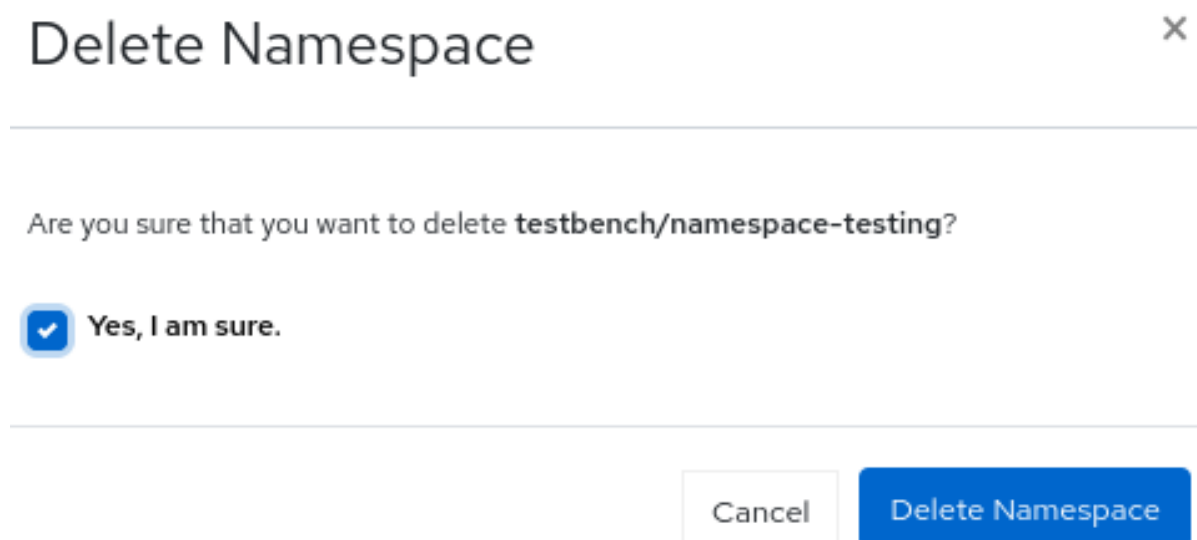 Delete Namespace
Are you sure that you want to delete testbench/namespace-testing?
Yes, I am sure.
Cancel
Delete Namespace